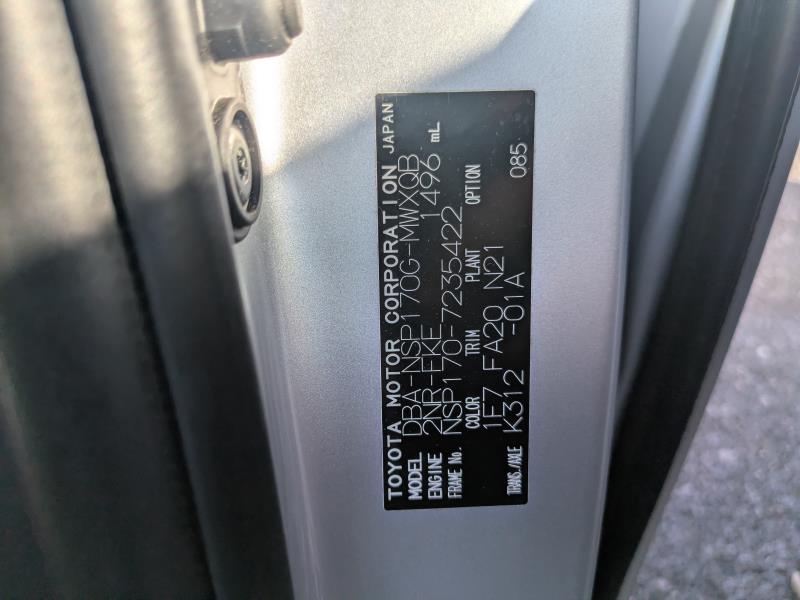 TOYOTA MOTOR CORPORATION JAPAN
MODEL DBA-NSP170G-MWXQB
ENGINE 2NR-FKE 1496 mL
FRAME No. NSP170-7235422
COLOR TRIM PLANT OPTION
1E7 FA20 N21
TRANS./AXLE K312 -01A 085